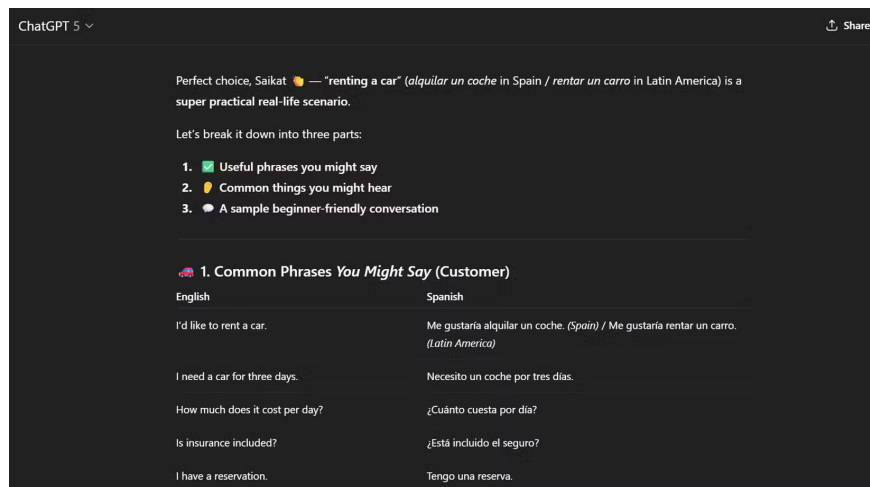 ChatGPT 5
Share
Perfect choice, Saikat 👏 — "renting a car" (alquilar un coche in Spain / rentar un carro in Latin America) is a
super practical real-life scenario.
Let's break it down into three parts:
1. ✅ Useful phrases you might say
2. 👂 Common things you might hear
3. 💬 A sample beginner-friendly conversation
🚗 1. Common Phrases You Might Say (Customer)
English Spanish
I'd like to rent a car. Me gustaría alquilar un coche. (Spain) / Me gustaría rentar un carro.
(Latin America)
I need a car for three days. Necesito un coche por tres días.
How much does it cost per day? ¿Cuánto cuesta por día?
Is insurance included? ¿Está incluido el seguro?
I have a reservation. Tengo una reserva.